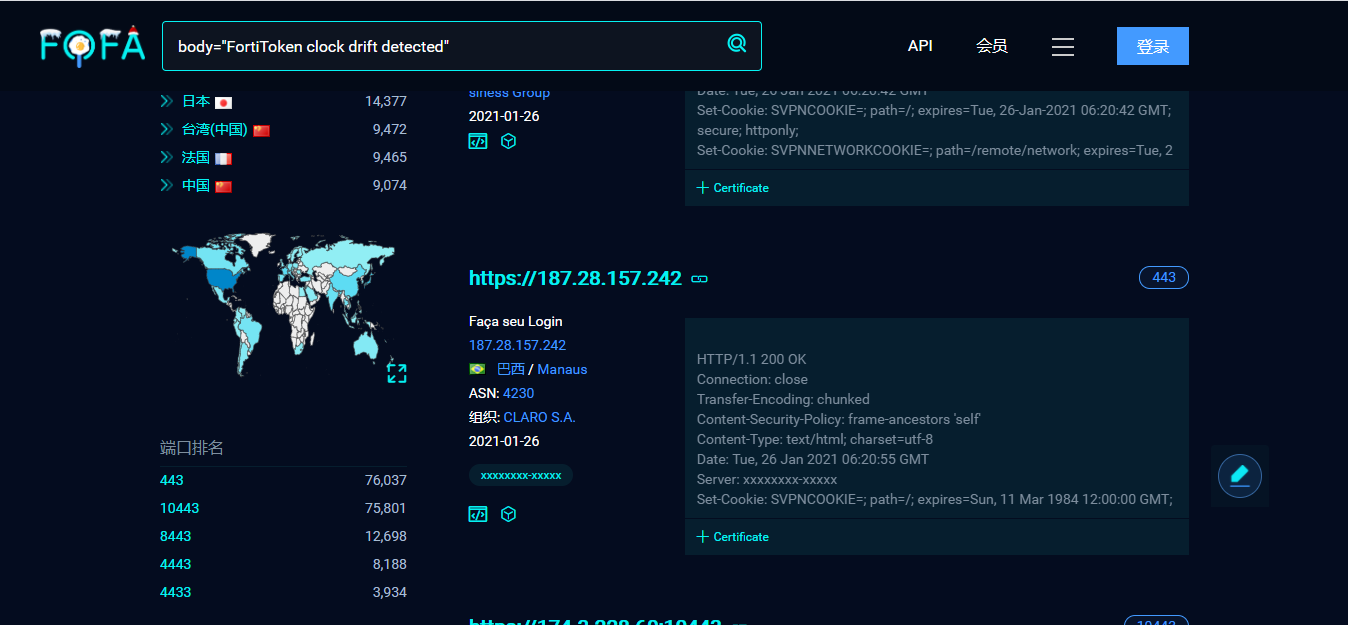 FOFA
body="FortiToken clock drift detected"
API
会员
登录
日本 14,377
台湾(中国) 9,472
法国 9,465
中国 9,074
端口排名
443 76,037
10443 75,801
8443 12,698
4443 8,188
4433 3,934
siness Group
2021-01-26
Date: Tue, 26 Jan 2021 06:20:42 GMT
Set-Cookie: SVPNCOOKIE=; path=/; expires=Tue, 26-Jan-2021 06:20:42 GMT;
secure; httponly;
Set-Cookie: SVPNNETWORKCOOKIE=; path=/remote/network; expires=Tue, 2
Certificate
https://187.28.157.242
443
Faça seu Login
187.28.157.242
巴西 / Manaus
ASN: 4230
组织: CLARO S.A.
2021-01-26
xxxxxxxx-xxxxx
HTTP/1.1 200 OK
Connection: close
Transfer-Encoding: chunked
Content-Security-Policy: frame-ancestors 'self'
Content-Type: text/html; charset=utf-8
Date: Tue, 26 Jan 2021 06:20:55 GMT
Server: xxxxxxxx-xxxxx
Set-Cookie: SVPNCOOKIE=; path=/; expires=Sun, 11 Mar 1984 12:00:00 GMT;
Certificate
10443